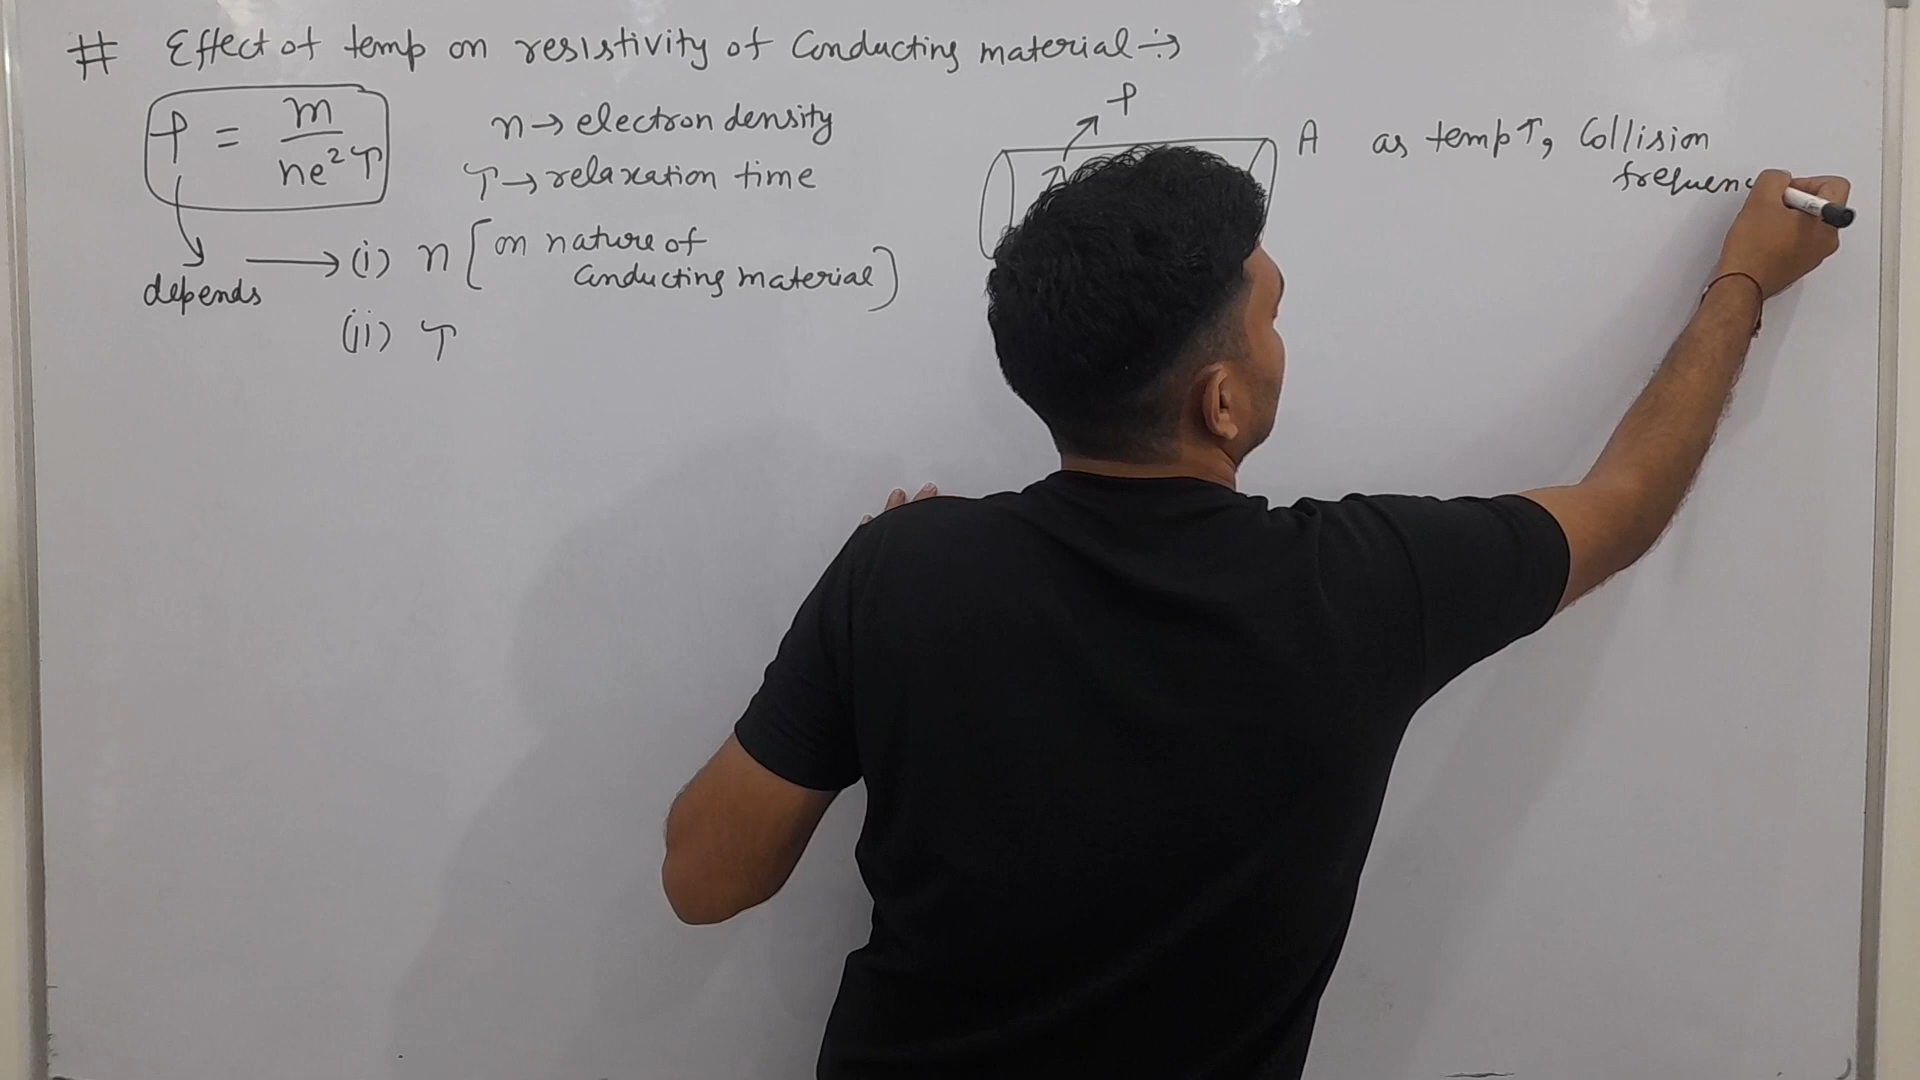 # Effect of temp on resistivity of Conducting material ÷>
ρ = m / ne²τ
n → electron density
τ → relaxation time
depends → (i) n [on nature of
Conducting material]
(ii) τ
ρ
A
as temp ↑, Collision
frequenc